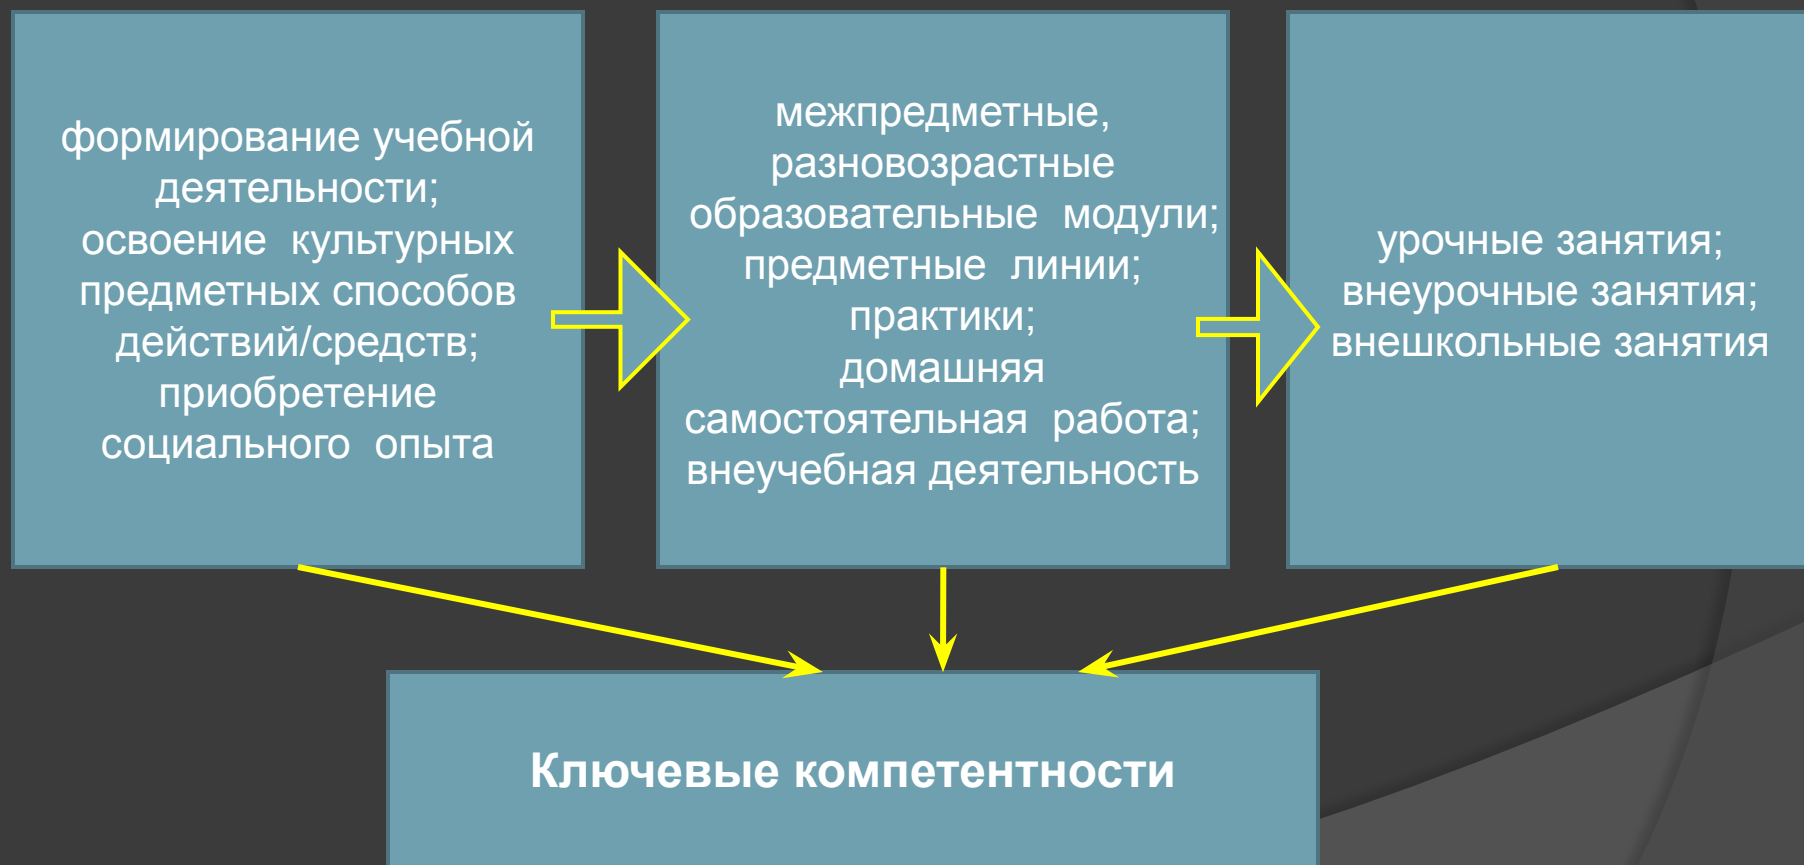 формирование учебной
деятельности;
освоение культурных
предметных способов
действий/средств;
приобретение
социального опыта
межпредметные,
разновозрастные
образовательные модули;
предметные линии;
практики;
домашняя
самостоятельная работа;
внеучебная деятельность
урочные занятия;
внеурочные занятия;
внешкольные занятия
Ключевые компетентности